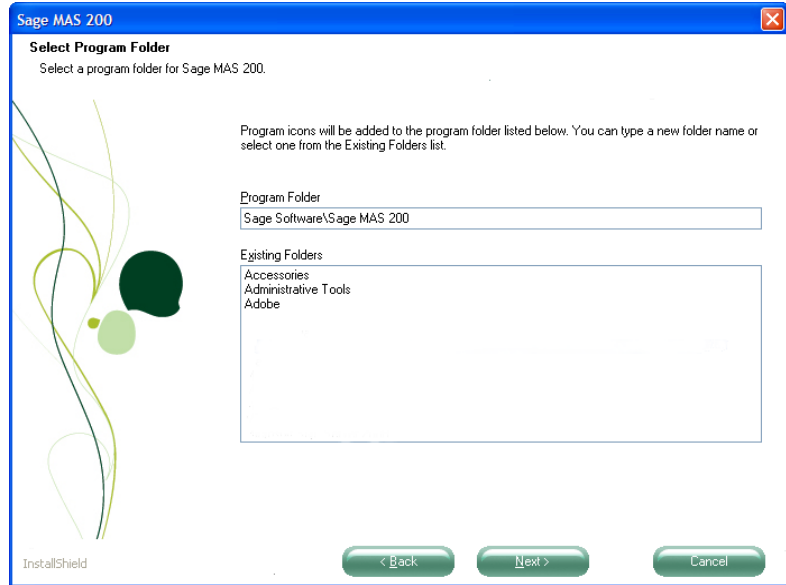 Sage MAS 200
Select Program Folder
Select a program folder for Sage MAS 200.
Program icons will be added to the program folder listed below. You can type a new folder name or
select one from the Existing Folders list.
Program Folder
Sage Software\Sage MAS 200
Existing Folders
Accessories
Administrative Tools
Adobe
InstallShield
< Back
Next >
Cancel